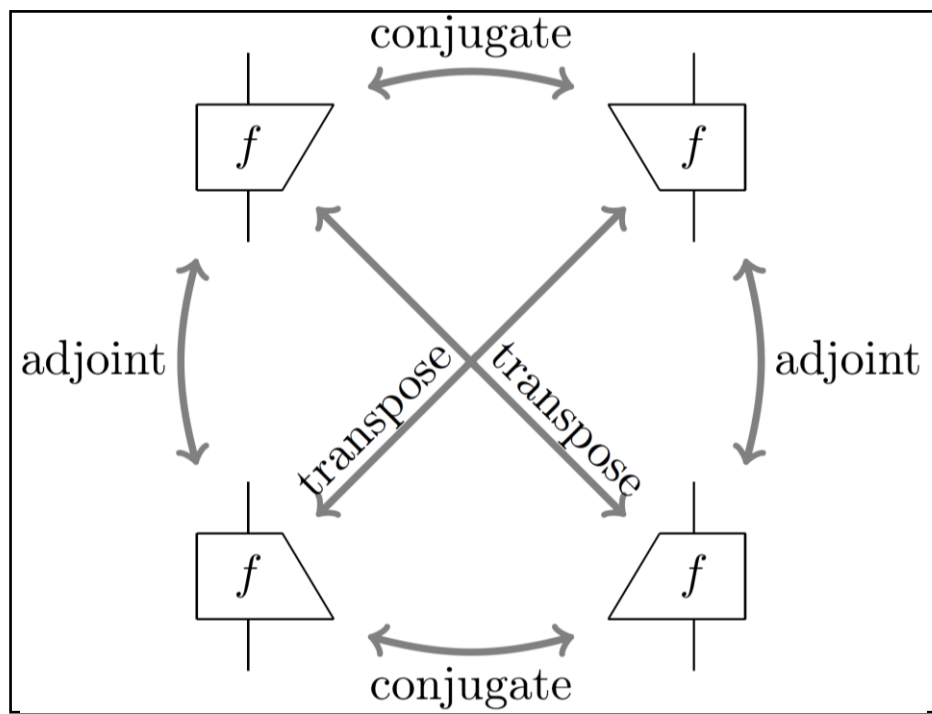 conjugate
f f
adjoint transpose transpose adjoint
f f
conjugate